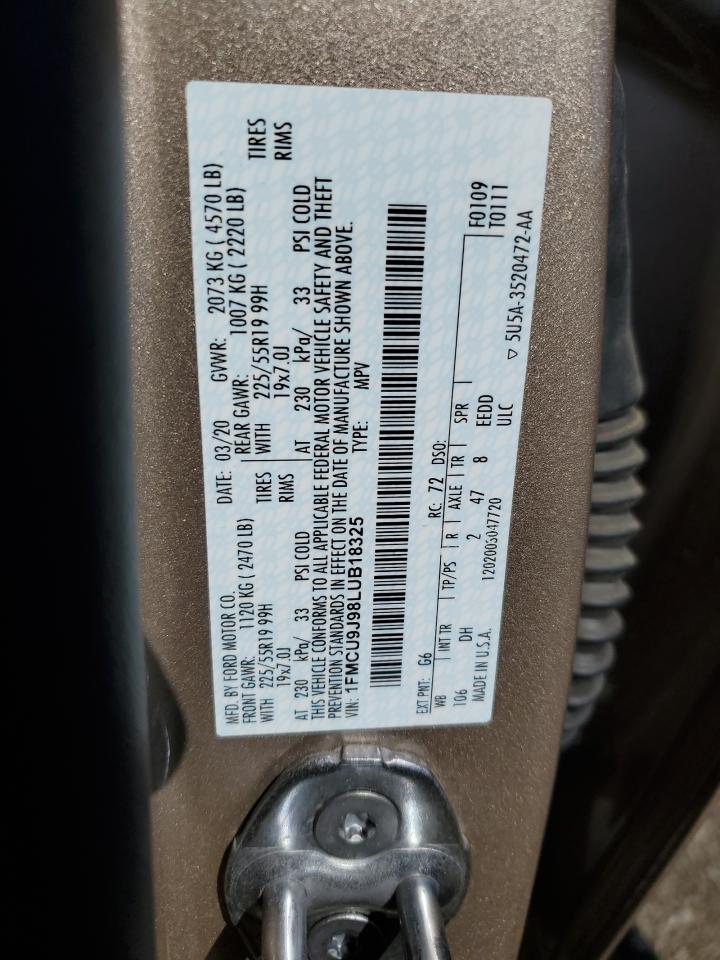 MFD. BY FORD MOTOR CO.
DATE: 03/20 GVWR: 2073 KG ( 4570 LB)
FRONT GAWR: 1120 KG ( 2470 LB) REAR GAWR: 1007 KG ( 2220 LB)
WITH 225/55R19 99H TIRES WITH 225/55R19 99H TIRES
19x7.0J RIMS 19x7.0J RIMS
AT 230 kPa/ 33 PSI COLD AT 230 kPa/ 33 PSI COLD
THIS VEHICLE CONFORMS TO ALL APPLICABLE FEDERAL MOTOR VEHICLE SAFETY AND THEFT
PREVENTION STANDARDS IN EFFECT ON THE DATE OF MANUFACTURE SHOWN ABOVE.
VIN: 1FMCU9J98LUB18325 TYPE: MPV
EXT PNT: G6 RC: 72 DSO: F0109
WB INT TR TP/PS R AXLE TR SPR T0111
106 DH 2 47 8 EEDD
MADE IN U.S.A. 1202003047720 ULC ▽ 5U5A-3520472-AA